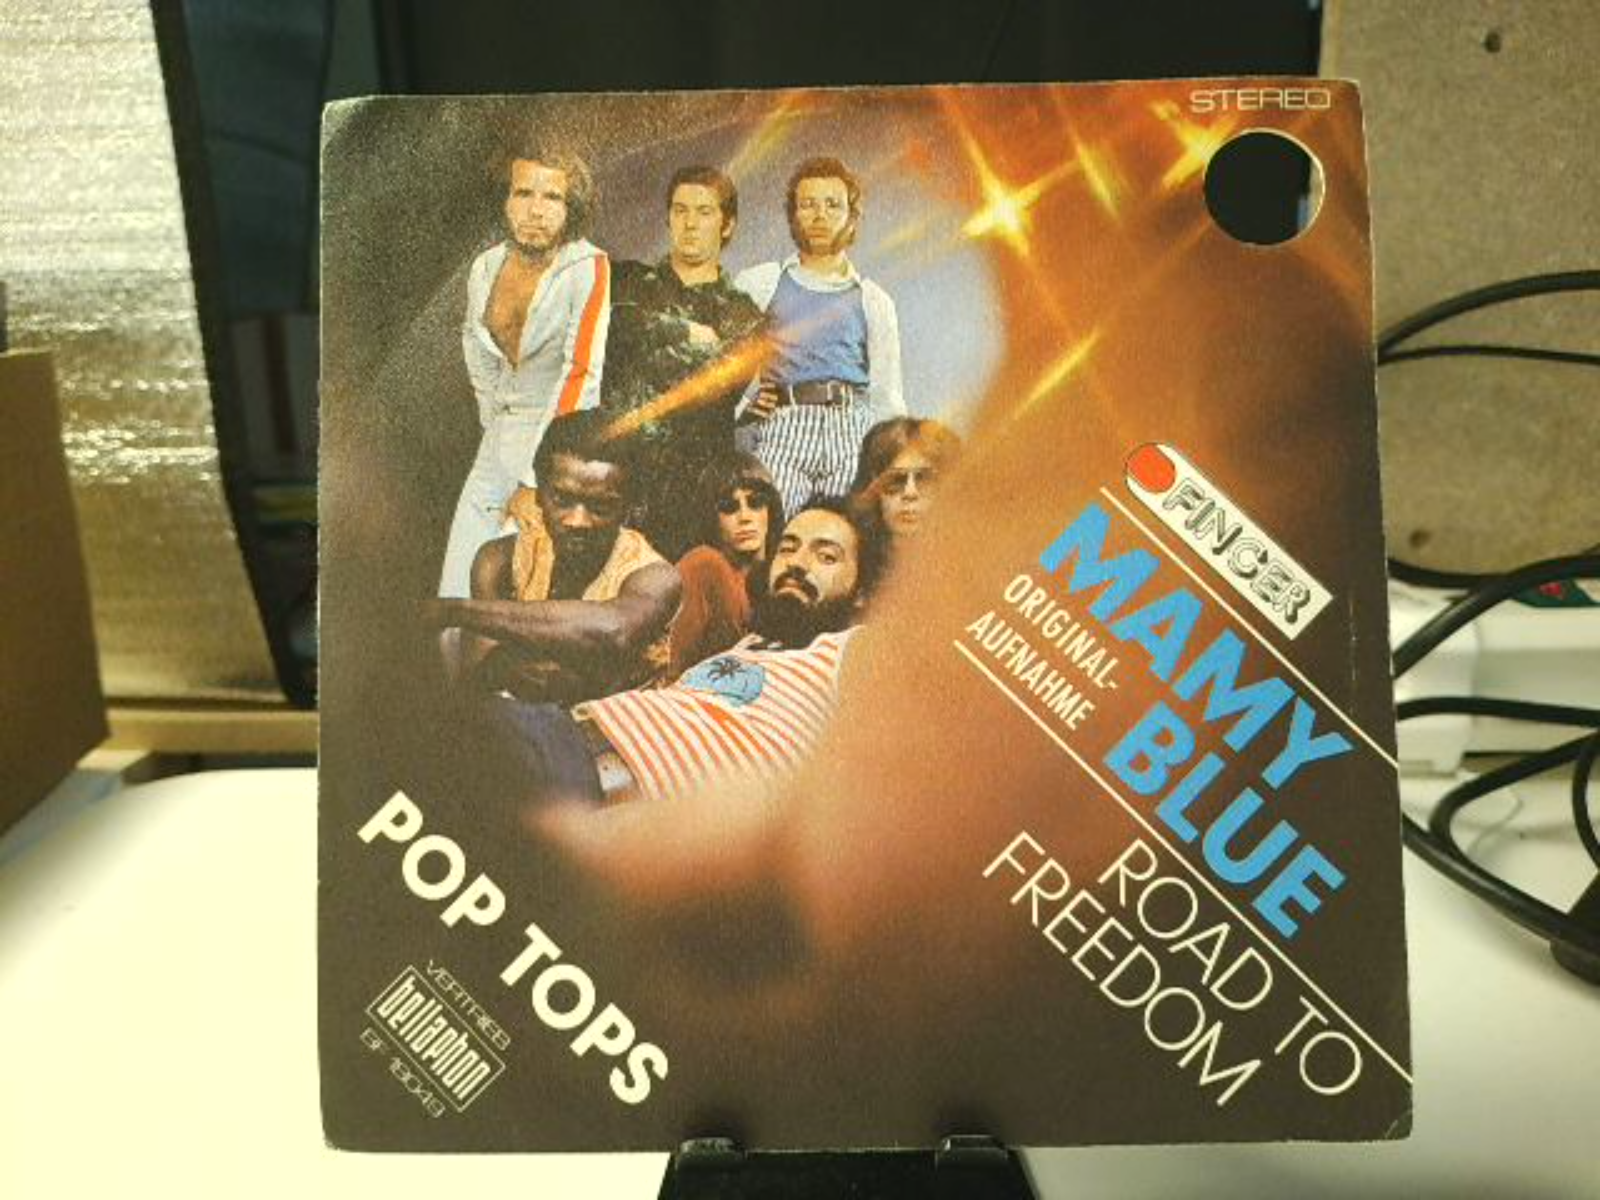 STEREO
FINGER
MAMY
BLUE
ORIGINAL-
AUFNAHME
ROAD TO
FREEDOM
POP TOPS
VERTRIEB
bellaphon
BF 18049